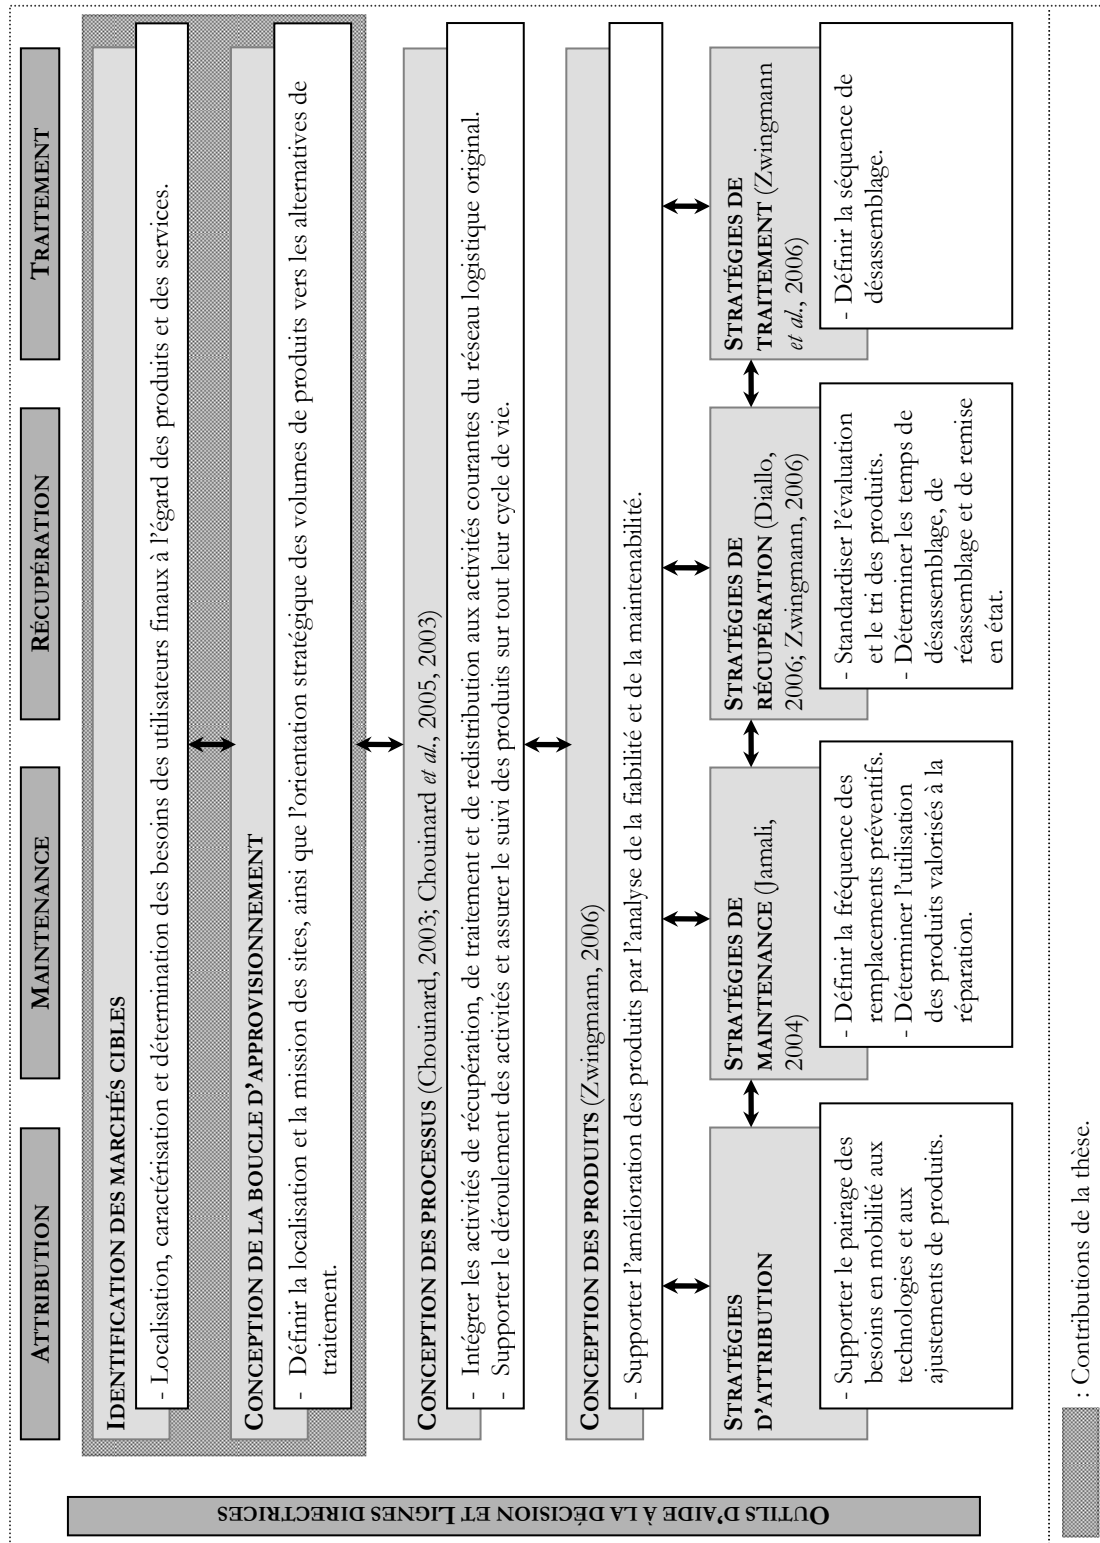 OUTILS D'AIDE À LA DÉCISION ET LIGNES DIRECTRICES
ATTRIBUTION
MAINTENANCE
RÉCUPÉRATION
TRAITEMENT
IDENTIFICATION DES MARCHÉS CIBLES
- Localisation, caractérisation et détermination des besoins des utilisateurs finaux à l'égard des produits et des services.
CONCEPTION DE LA BOUCLE D'APPROVISIONNEMENT
- Définir la localisation et la mission des sites, ainsi que l'orientation stratégique des volumes de produits vers les alternatives de
traitement.
CONCEPTION DES PROCESSUS (Chouinard, 2003; Chouinard et al., 2005, 2003)
- Intégrer les activités de récupération, de traitement et de redistribution aux activités courantes du réseau logistique original.
- Supporter le déroulement des activités et assurer le suivi des produits sur tout leur cycle de vie.
CONCEPTION DES PRODUITS (Zwingmann, 2006)
- Supporter l'amélioration des produits par l'analyse de la fiabilité et de la maintenabilité.
STRATÉGIES
D'ATTRIBUTION
- Supporter le pairage des
besoins en mobilité aux
technologies et aux
ajustements de produits.
STRATÉGIES DE
MAINTENANCE (Jamali,
2004)
- Définir la fréquence des
remplacements préventifs.
- Déterminer l'utilisation
des produits valorisés à la
réparation.
STRATÉGIES DE
RÉCUPÉRATION (Diallo,
2006; Zwingmann, 2006)
- Standardiser l'évaluation
et le tri des produits.
- Déterminer les temps de
désassemblage, de
réassemblage et de remise
en état.
STRATÉGIES DE
TRAITEMENT (Zwingmann
et al., 2006)
- Définir la séquence de
désassemblage.
: Contributions de la thèse.